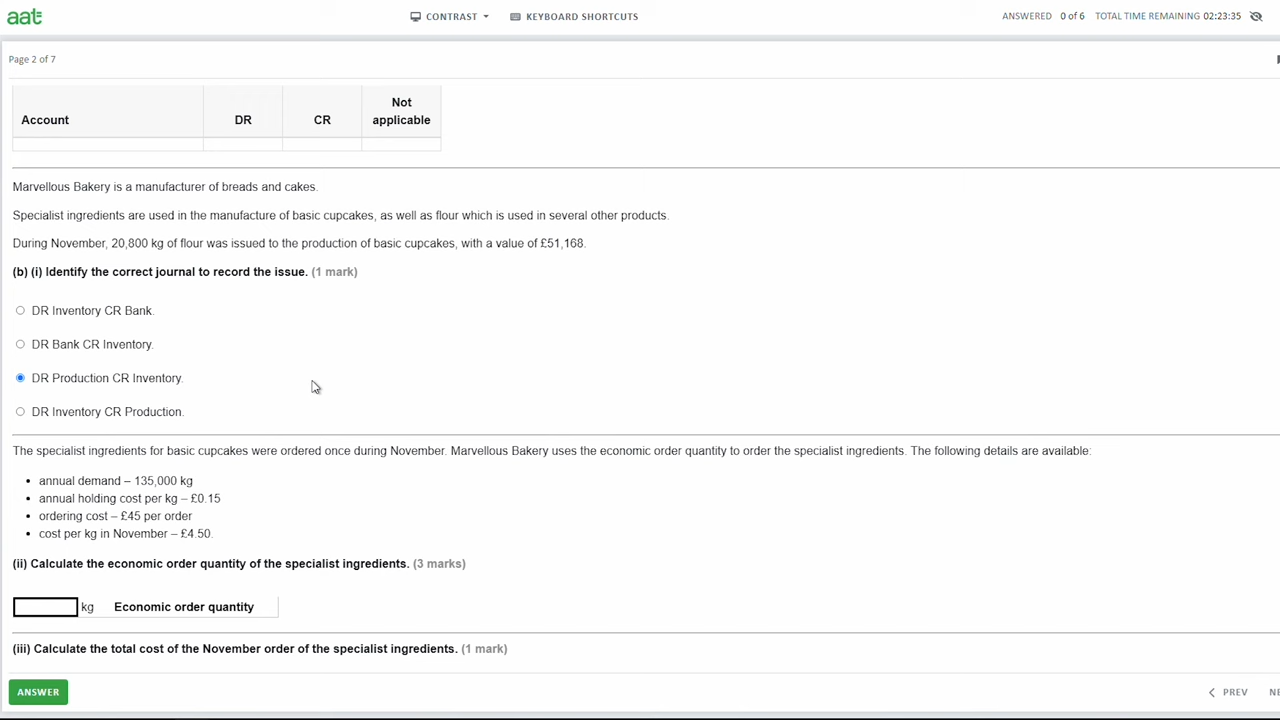 aat
CONTRAST
KEYBOARD SHORTCUTS
ANSWERED 0 of 6 TOTAL TIME REMAINING 02:23:35
Page 2 of 7
Account DR CR Not applicable
Marvellous Bakery is a manufacturer of breads and cakes.
Specialist ingredients are used in the manufacture of basic cupcakes, as well as flour which is used in several other products.
During November, 20,800 kg of flour was issued to the production of basic cupcakes, with a value of £51,168.
(b) (i) Identify the correct journal to record the issue. (1 mark)
DR Inventory CR Bank.
DR Bank CR Inventory.
DR Production CR Inventory.
DR Inventory CR Production.
The specialist ingredients for basic cupcakes were ordered once during November. Marvellous Bakery uses the economic order quantity to order the specialist ingredients. The following details are available:
• annual demand – 135,000 kg
• annual holding cost per kg – £0.15
• ordering cost – £45 per order
• cost per kg in November – £4.50.
(ii) Calculate the economic order quantity of the specialist ingredients. (3 marks)
kg Economic order quantity
(iii) Calculate the total cost of the November order of the specialist ingredients. (1 mark)
ANSWER
PREV